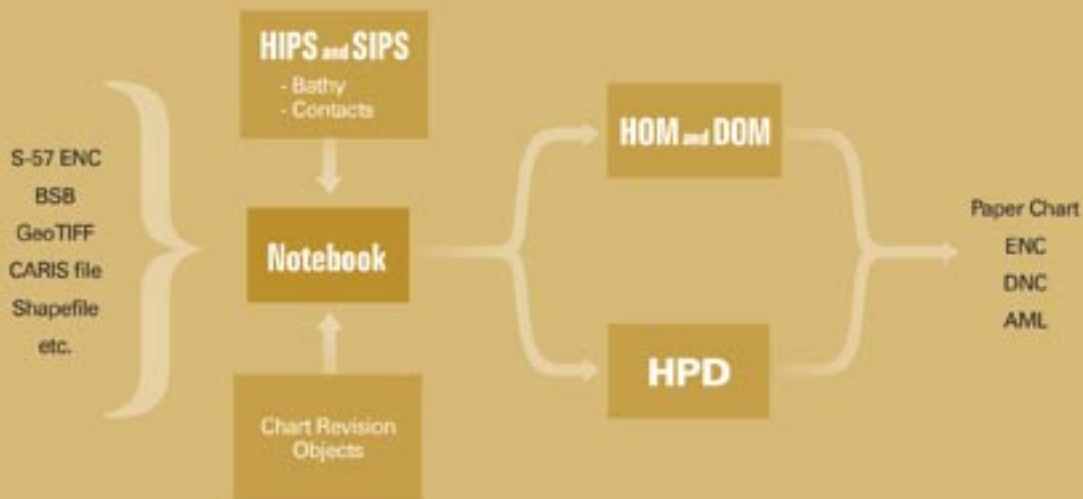 S-57 ENC
BSB
GeoTIFF
CARIS file
Shapefile
etc.
HIPS and SIPS
- Bathy
- Contacts
Notebook
Chart Revision
Objects
HOM and DOM
HPD
Paper Chart
ENC
DNC
AML